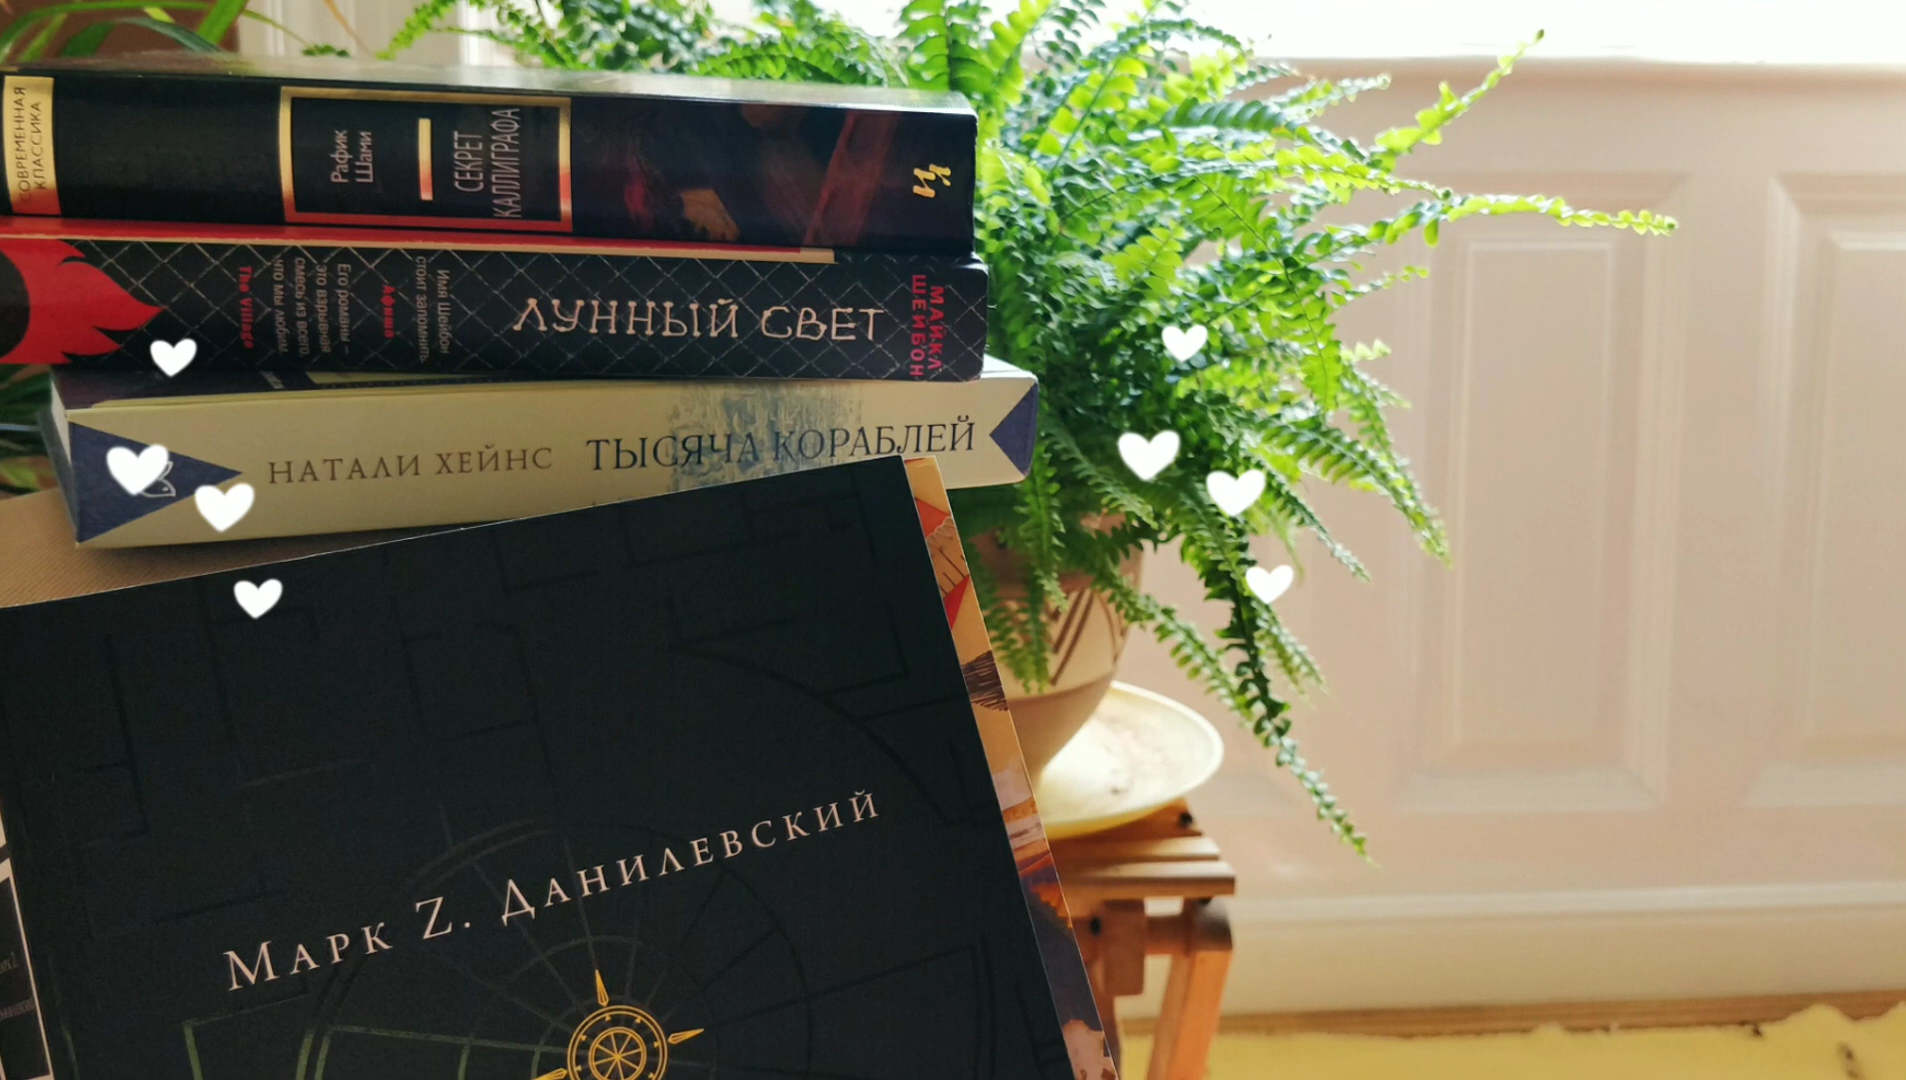 СОВРЕМЕННАЯ
КЛАССИКА
Рафик
Шами
СЕКРЕТ
КАЛЛИГРАФА
The Village
что мы любим.
смесь из всего,
это взрывная
Его романы –
Афиша
стоит запомнить.
Имя Шейбон
ЛУННЫЙ СВЕТ
МАЙКЛ
ШЕЙБОН
НАТАЛИ ХЕЙНС ТЫСЯЧА КОРАБЛЕЙ
МАРК Z. ДАНИЛЕВСКИЙ